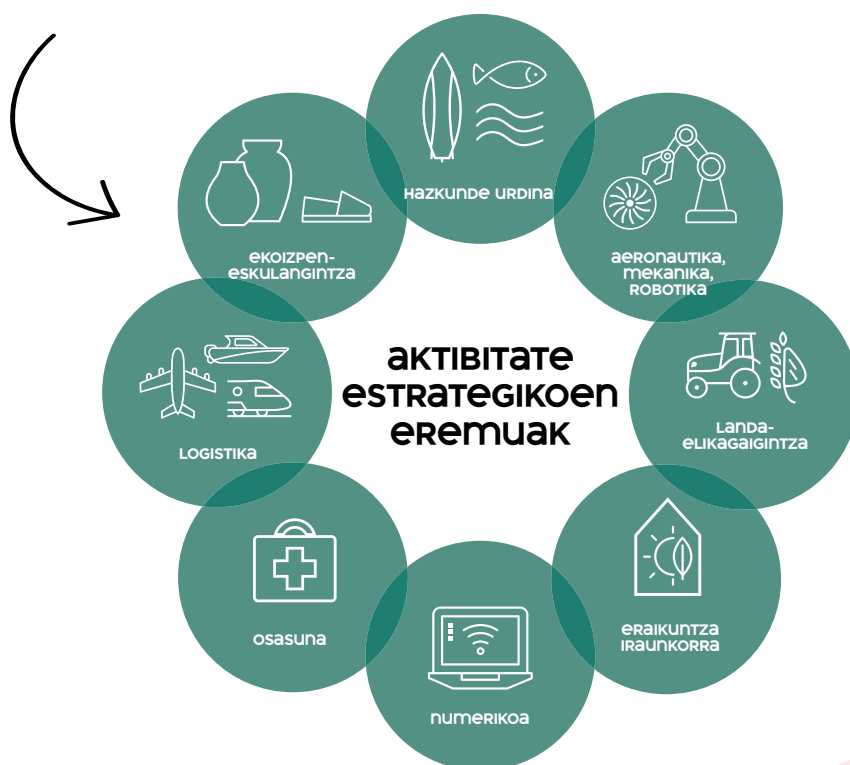 Hazkunde urdina
Ekoizpen-
eskulangintza
Aeronautika,
mekanika,
robotika
Aktibitate
estrategikoen
eremuak
Logistika
Landa-
elikagaigintza
Osasuna
Eraikuntza
iraunkorra
Numerikoa